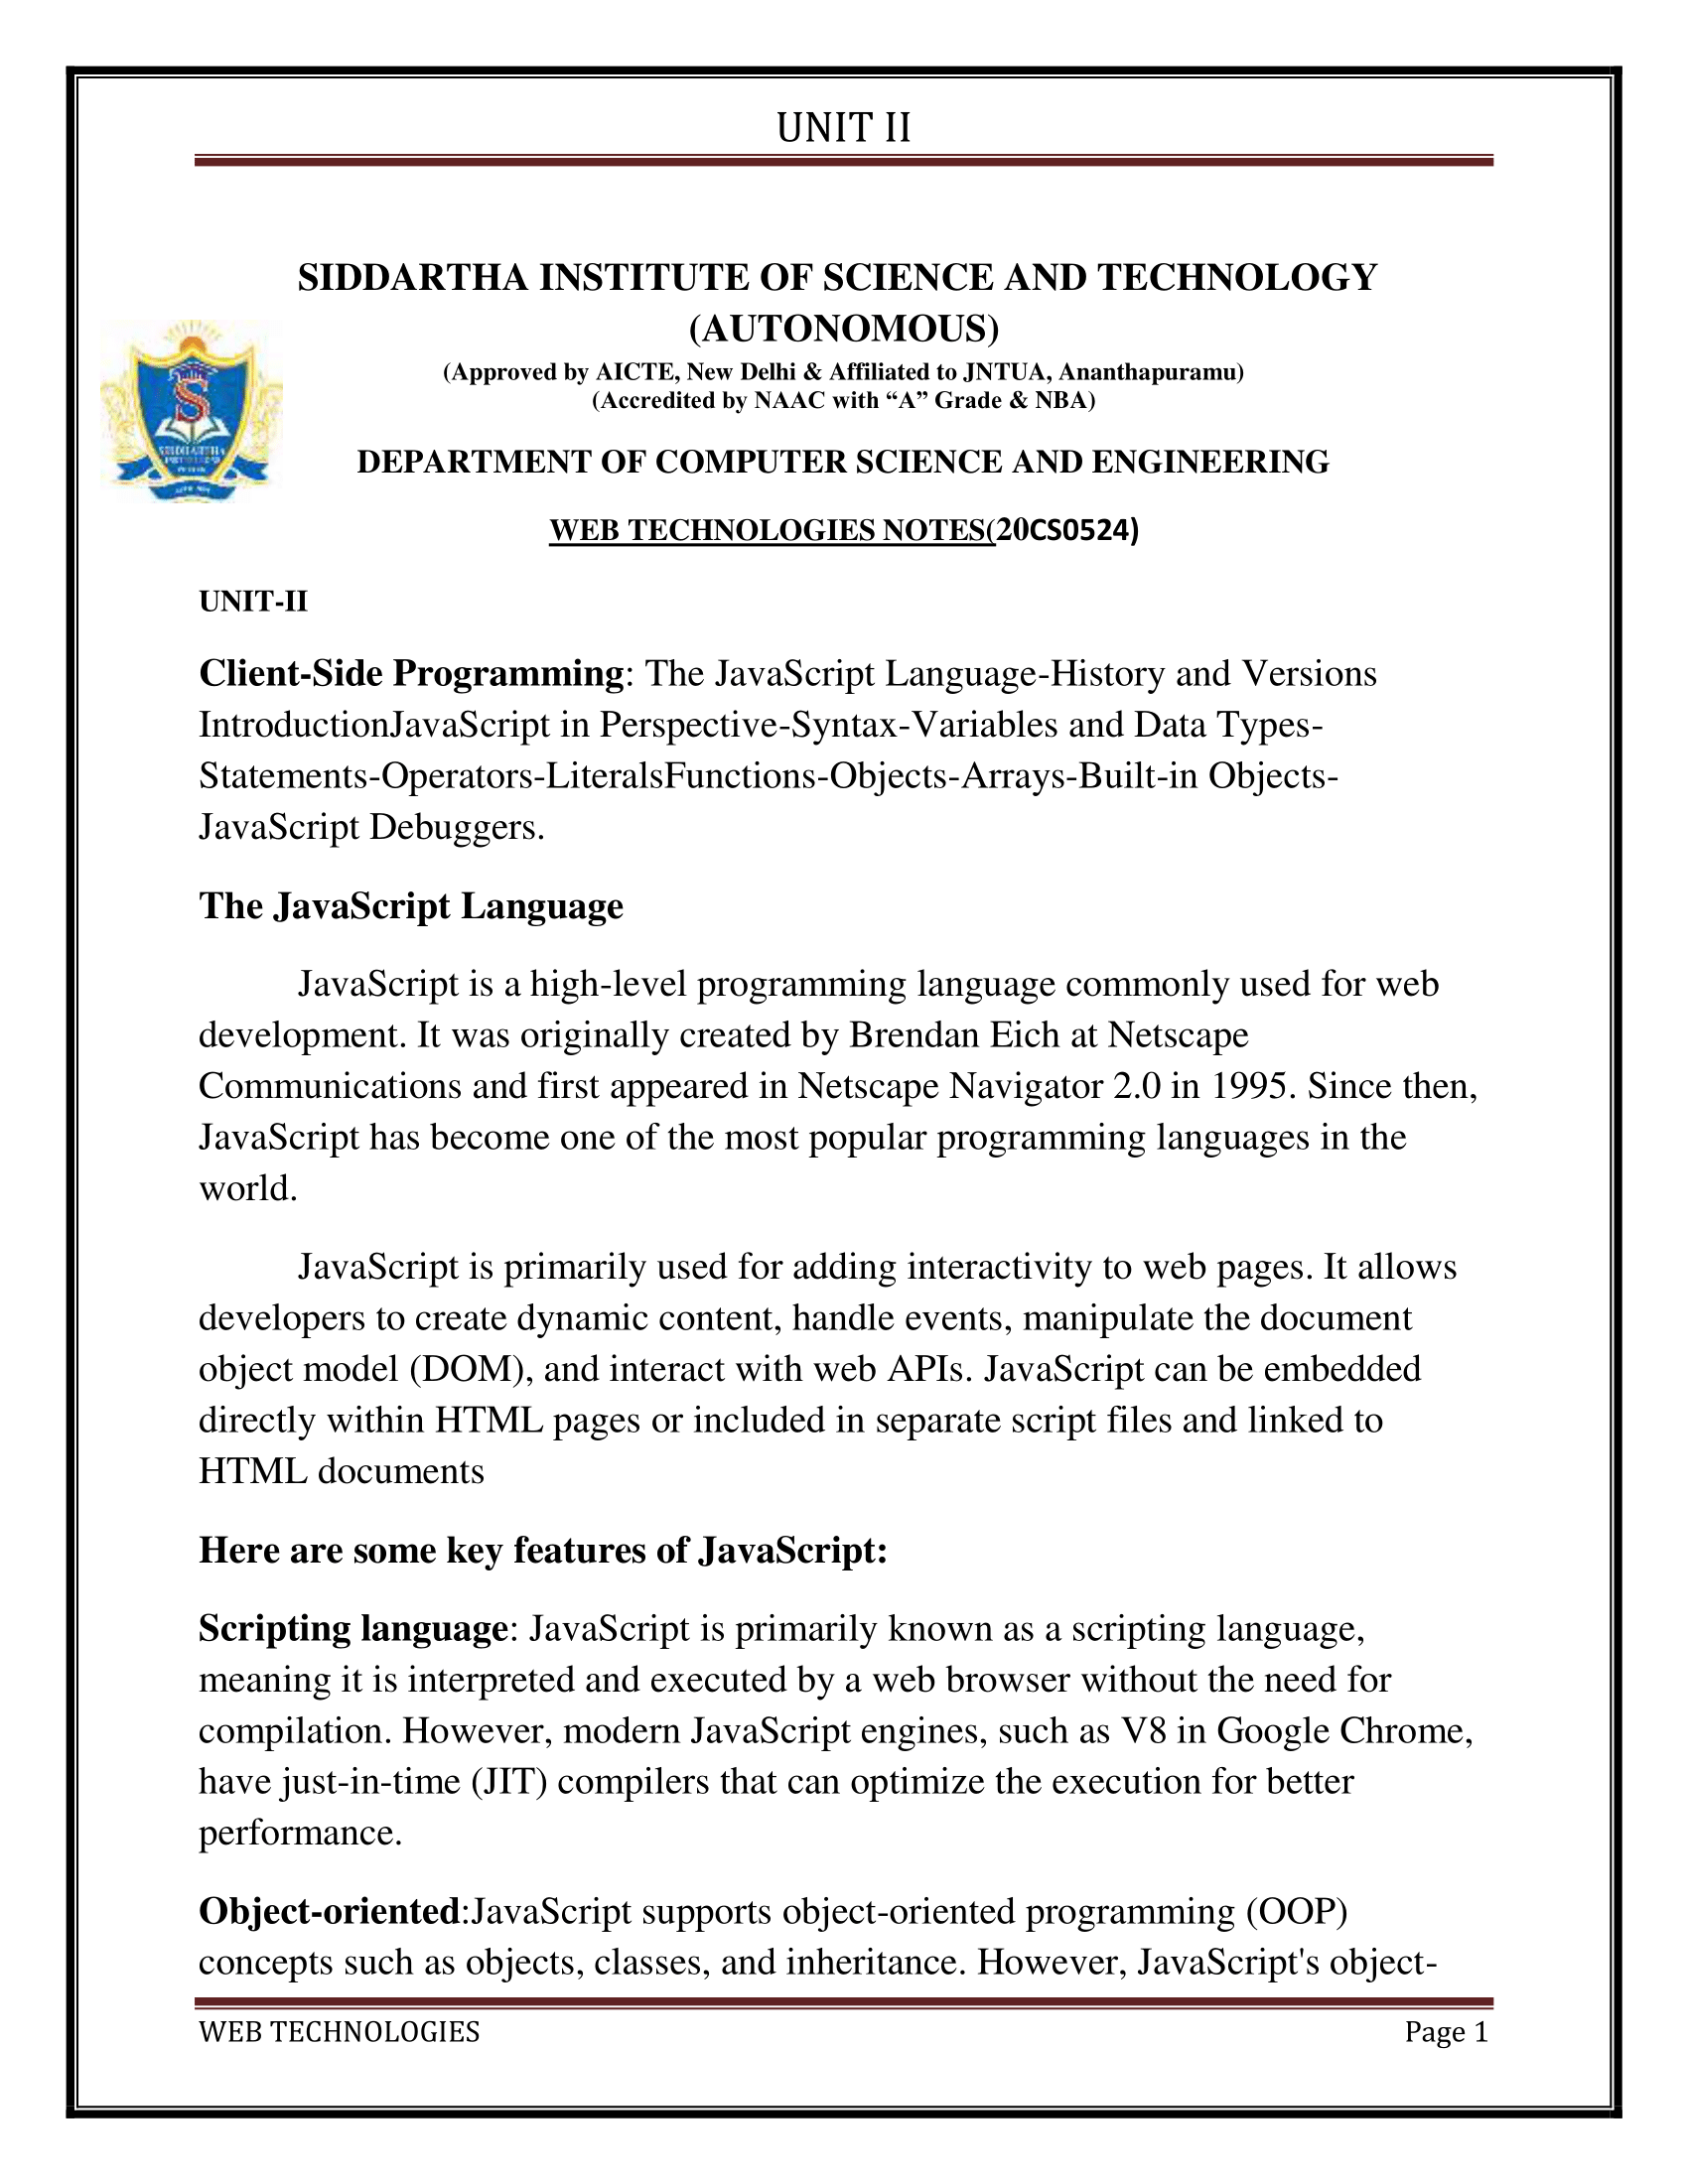 UNIT II
SIDDARTHA INSTITUTE OF SCIENCE AND TECHNOLOGY
(AUTONOMOUS)
(Approved by AICTE, New Delhi & Affiliated to JNTUA, Ananthapuramu)
(Accredited by NAAC with “A” Grade & NBA)
S
SIDDHARTHA
DEPARTMENT OF COMPUTER SCIENCE AND ENGINEERING
WEB TECHNOLOGIES NOTES(20CS0524)
UNIT-II
Client-Side Programming: The JavaScript Language-History and Versions
IntroductionJavaScript in Perspective-Syntax-Variables and Data Types-
Statements-Operators-LiteralsFunctions-Objects-Arrays-Built-in Objects-
JavaScript Debuggers.
The JavaScript Language
JavaScript is a high-level programming language commonly used for web
development. It was originally created by Brendan Eich at Netscape
Communications and first appeared in Netscape Navigator 2.0 in 1995. Since then,
JavaScript has become one of the most popular programming languages in the
world.
JavaScript is primarily used for adding interactivity to web pages. It allows
developers to create dynamic content, handle events, manipulate the document
object model (DOM), and interact with web APIs. JavaScript can be embedded
directly within HTML pages or included in separate script files and linked to
HTML documents
Here are some key features of JavaScript:
Scripting language: JavaScript is primarily known as a scripting language,
meaning it is interpreted and executed by a web browser without the need for
compilation. However, modern JavaScript engines, such as V8 in Google Chrome,
have just-in-time (JIT) compilers that can optimize the execution for better
performance.
Object-oriented:JavaScript supports object-oriented programming (OOP)
concepts such as objects, classes, and inheritance. However, JavaScript's object-
WEB TECHNOLOGIES Page 1